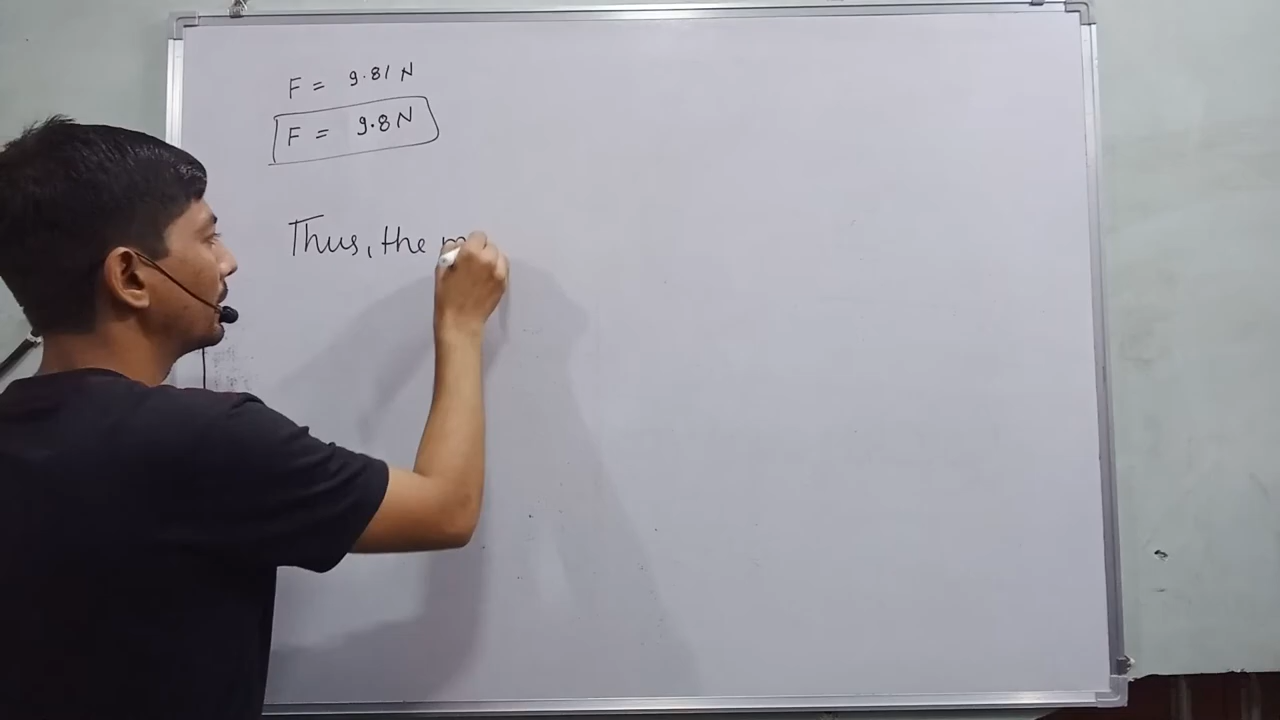 F = 9.81 N
F = 9.8 N
Thus, the m